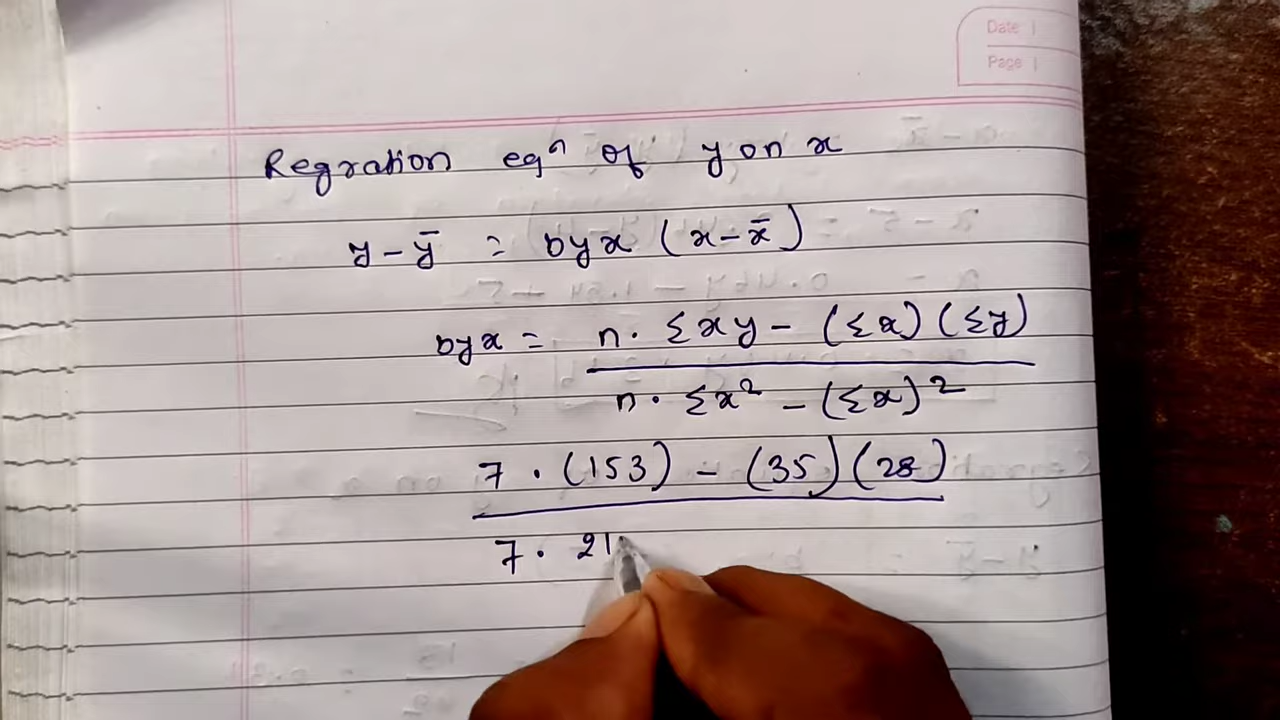 Date
Page
Regration eqⁿ of y on x
y - ȳ = byx (x - x̄)
byx = n · Σxy - (Σx)(Σy)
n · Σx² - (Σx)²
7 · (153) - (35)(28)
7 · 21